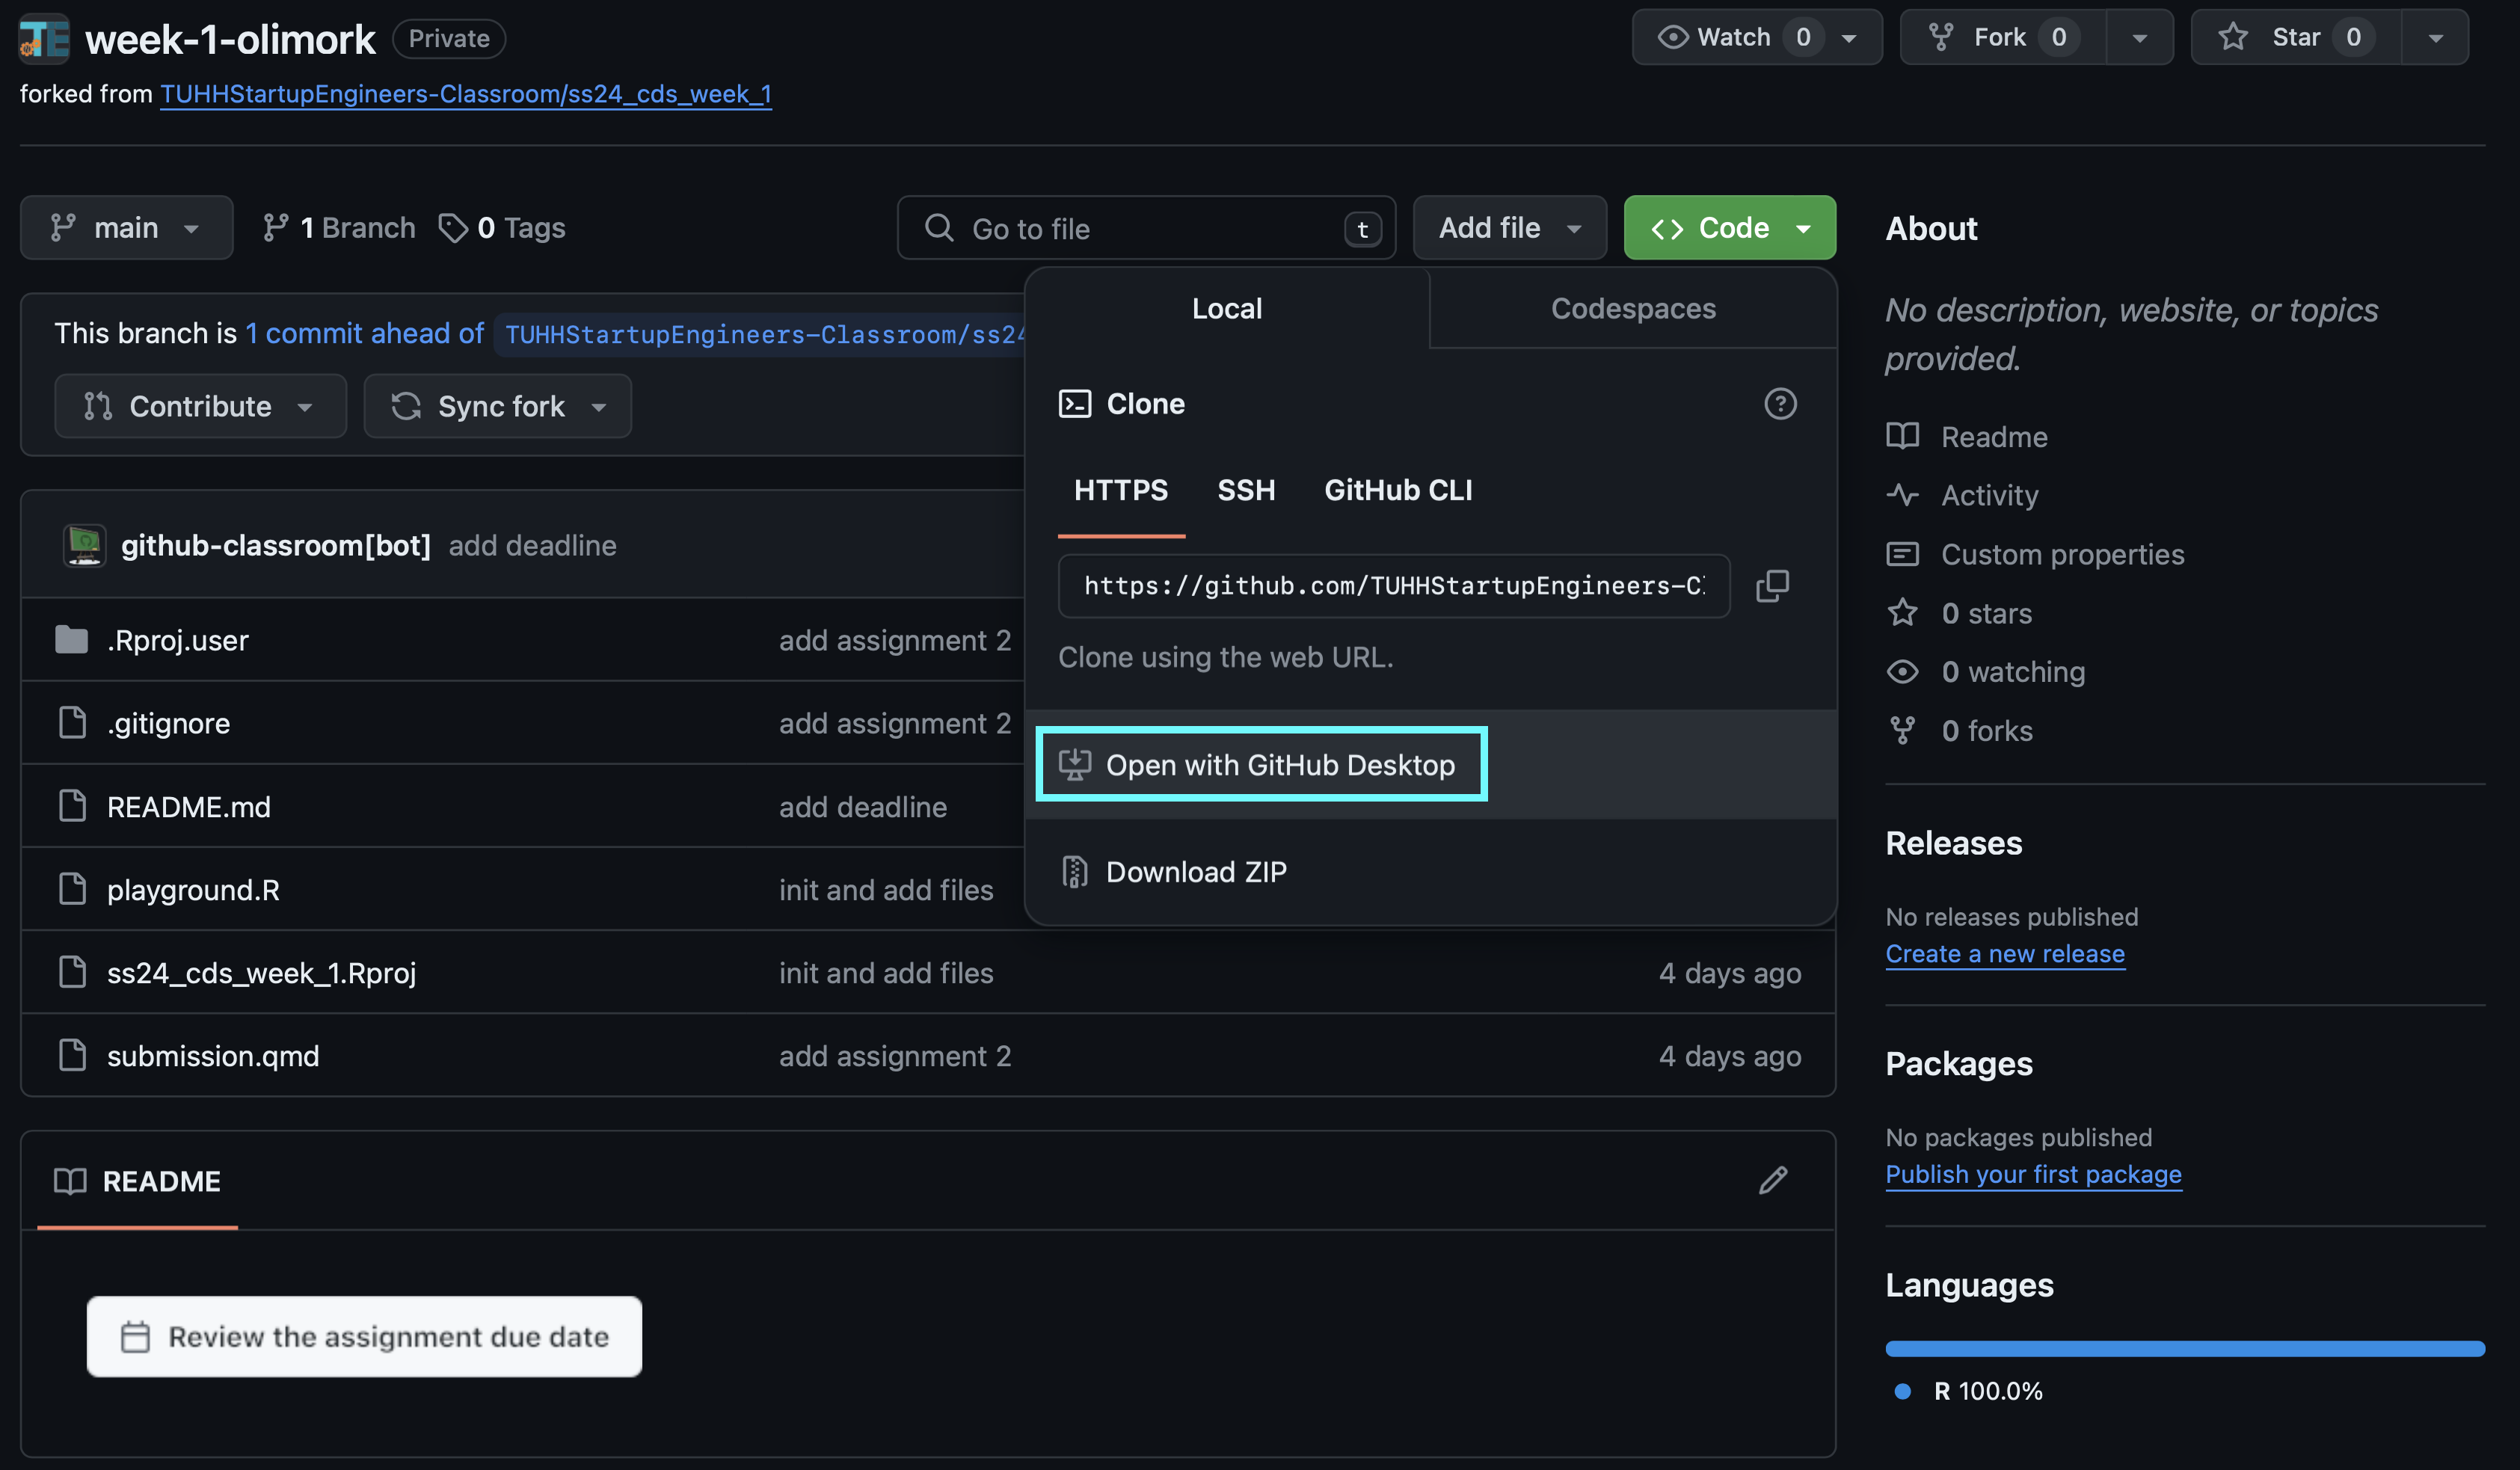 week-1-olimork Private
Watch 0
Fork 0
Star 0
forked from TUHHStartupEngineers-Classroom/ss24_cds_week_1
main
1 Branch
0 Tags
Go to file t
Add file
<> Code
This branch is 1 commit ahead of TUHHStartupEngineers-Classroom/ss24
Contribute
Sync fork
github-classroom[bot] add deadline
.Rproj.user add assignment 2
.gitignore add assignment 2
README.md add deadline
playground.R init and add files
ss24_cds_week_1.Rproj init and add files 4 days ago
submission.qmd add assignment 2 4 days ago
Local
Codespaces
Clone
HTTPS SSH GitHub CLI
https://github.com/TUHHStartupEngineers-C
Clone using the web URL.
Open with GitHub Desktop
Download ZIP
README
Review the assignment due date
About
No description, website, or topics
provided.
Readme
Activity
Custom properties
0 stars
0 watching
0 forks
Releases
No releases published
Create a new release
Packages
No packages published
Publish your first package
Languages
R 100.0%